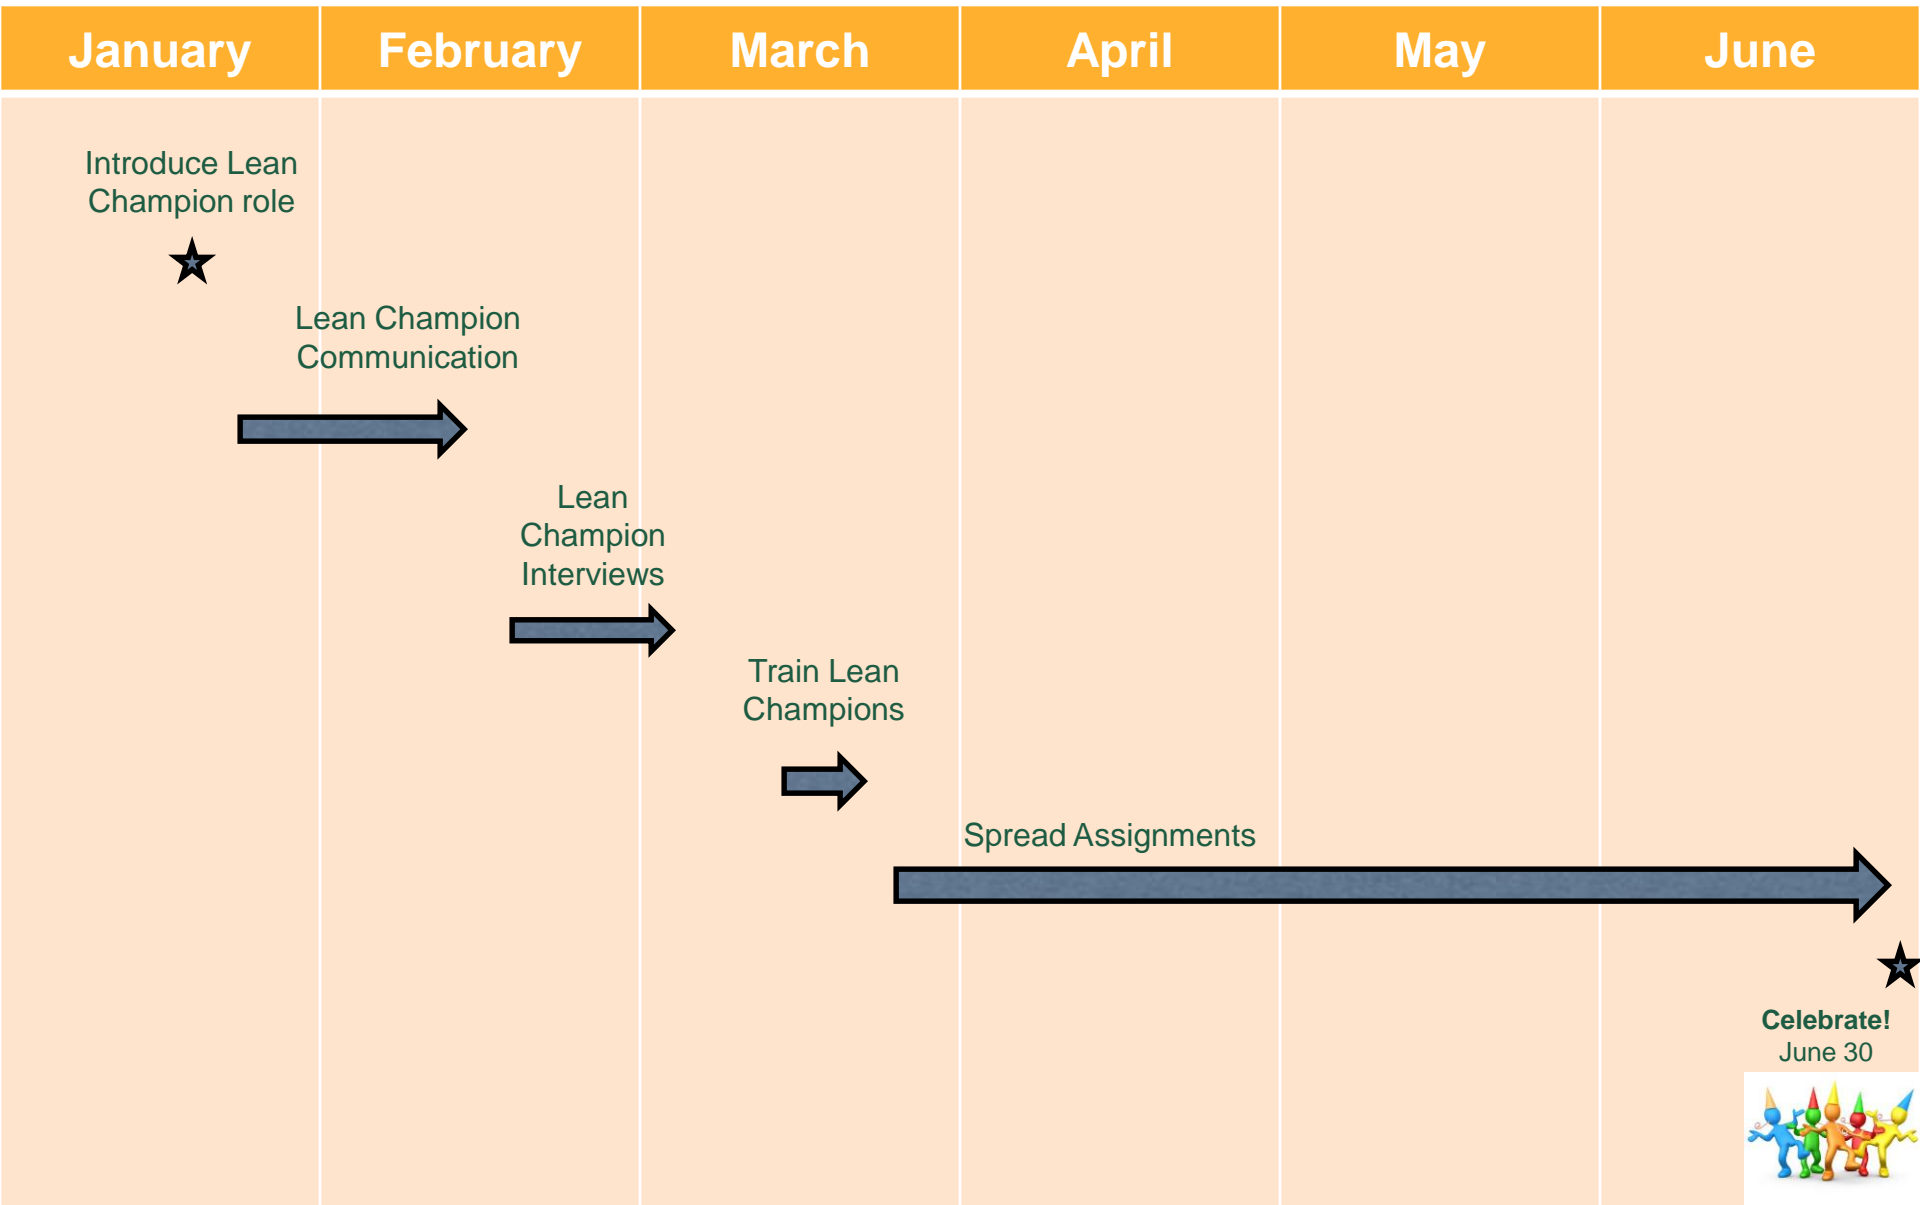 January
February
March
April
May
June
Introduce Lean
Champion role
Lean Champion
Communication
Lean
Champion
Interviews
Train Lean
Champions
Spread Assignments
Celebrate!
June 30